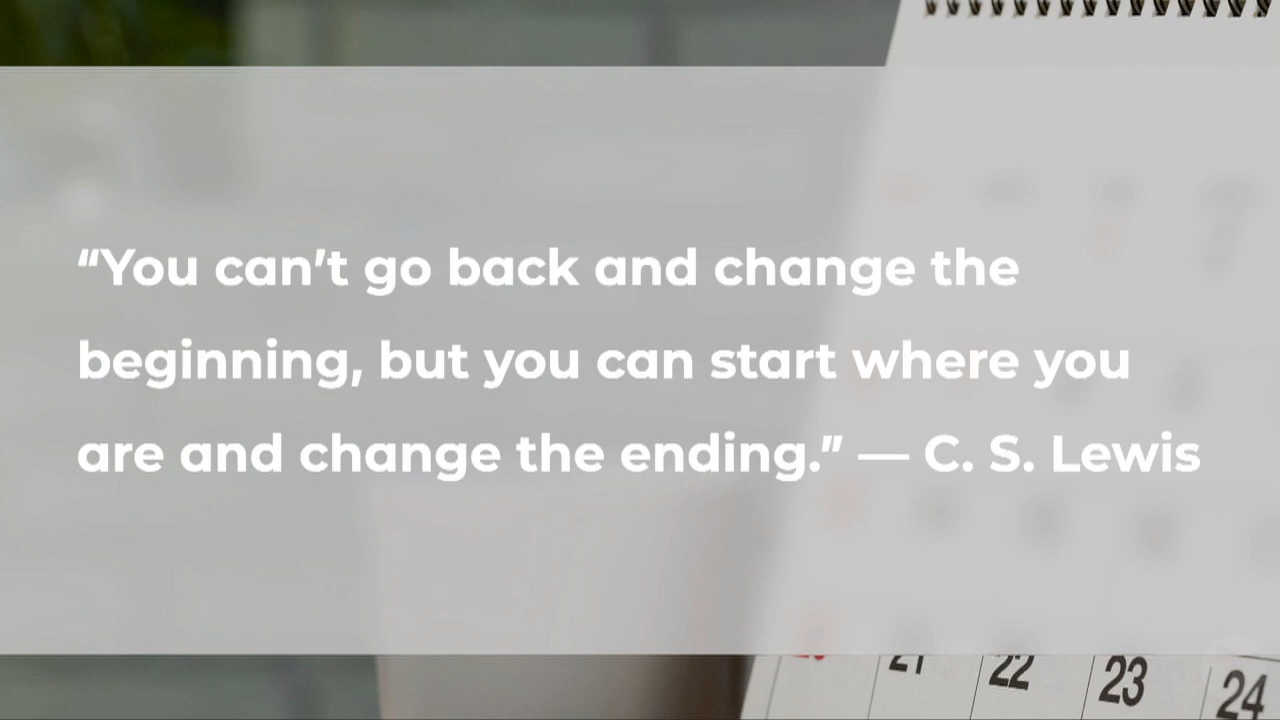 “You can’t go back and change the
beginning, but you can start where you
are and change the ending.” — C. S. Lewis
21 22 23 24